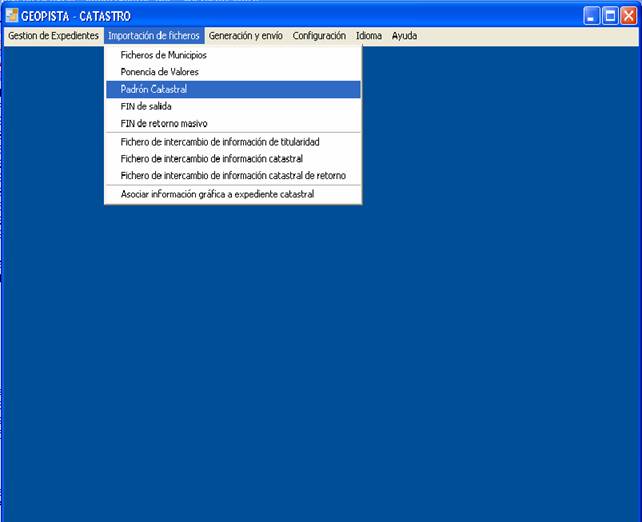 GEOPISTA - CATASTRO
Gestion de Expedientes Importación de ficheros Generación y envío Configuración Idioma Ayuda
Ficheros de Municipios
Ponencia de Valores
Padrón Catastral
FIN de salida
FIN de retorno masivo
Fichero de intercambio de información de titularidad
Fichero de intercambio de información catastral
Fichero de intercambio de información catastral de retorno
Asociar información gráfica a expediente catastral